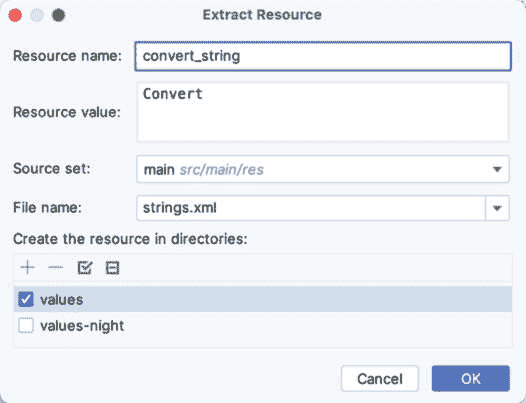 Extract Resource
Resource name: convert_string
Resource value: Convert
Source set: main src/main/res
File name: strings.xml
Create the resource in directories:
values
values-night
Cancel OK